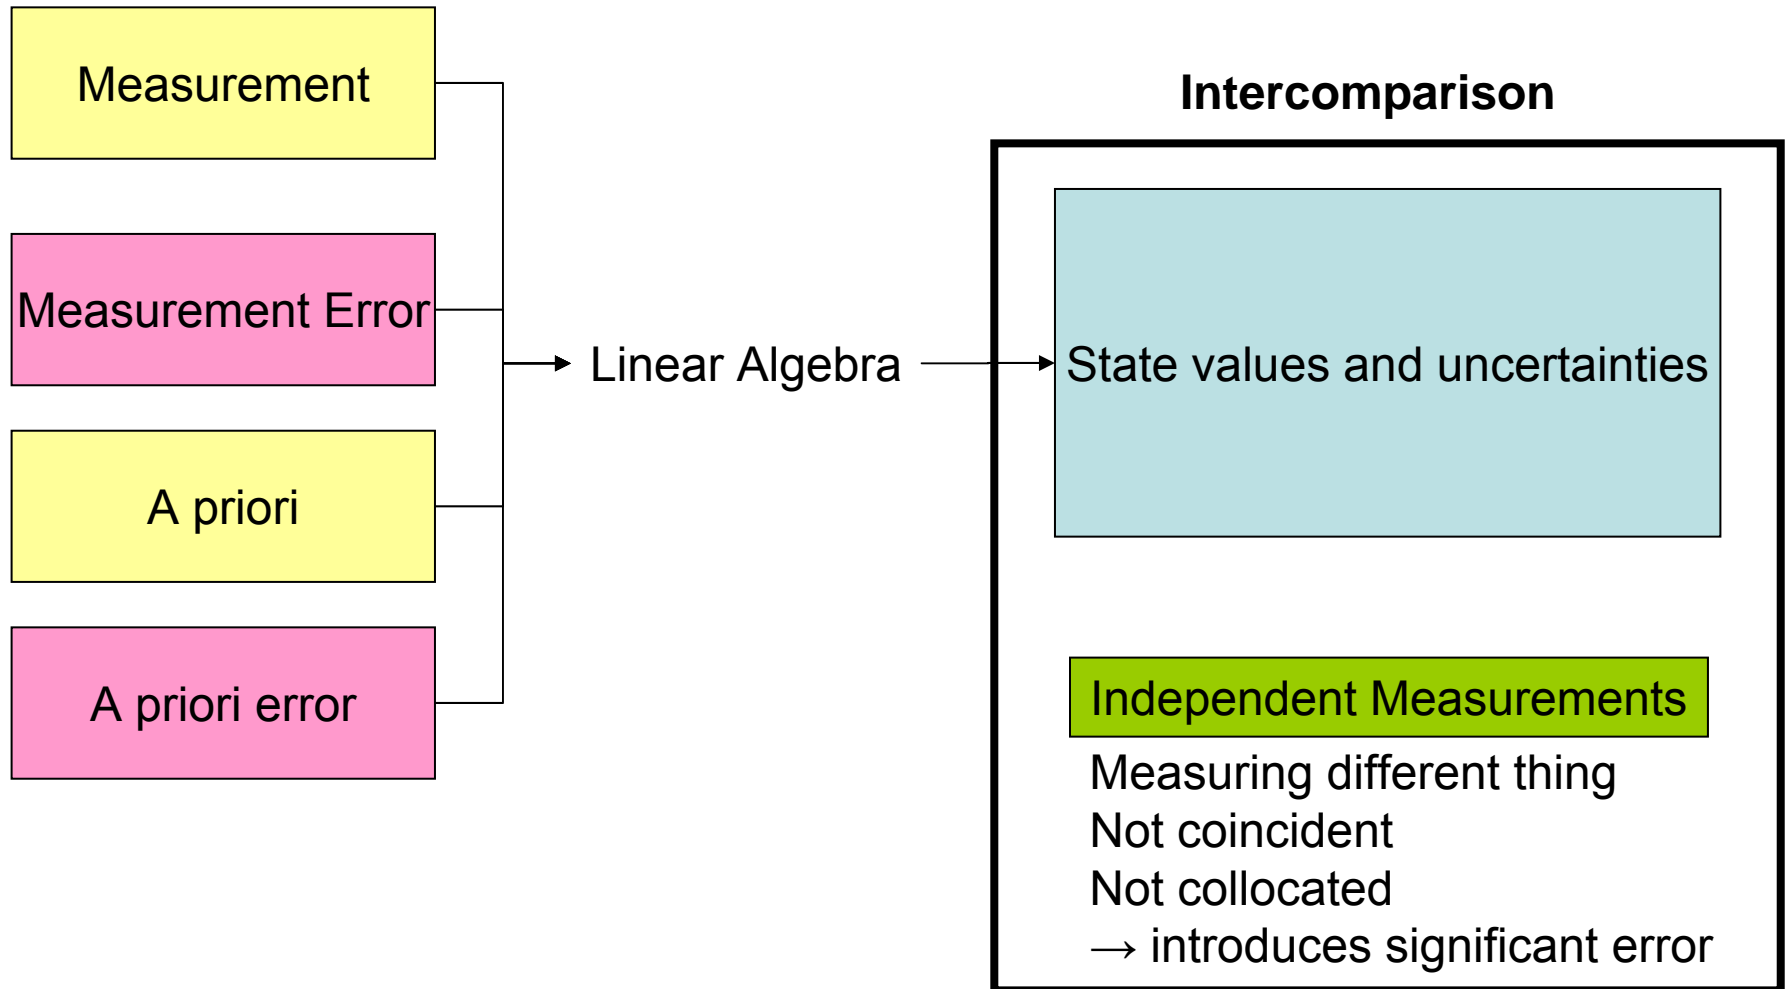 Measurement
Measurement Error
A priori
A priori error
Linear Algebra
Intercomparison
State values and uncertainties
Independent Measurements
Measuring different thing
Not coincident
Not collocated
→ introduces significant error